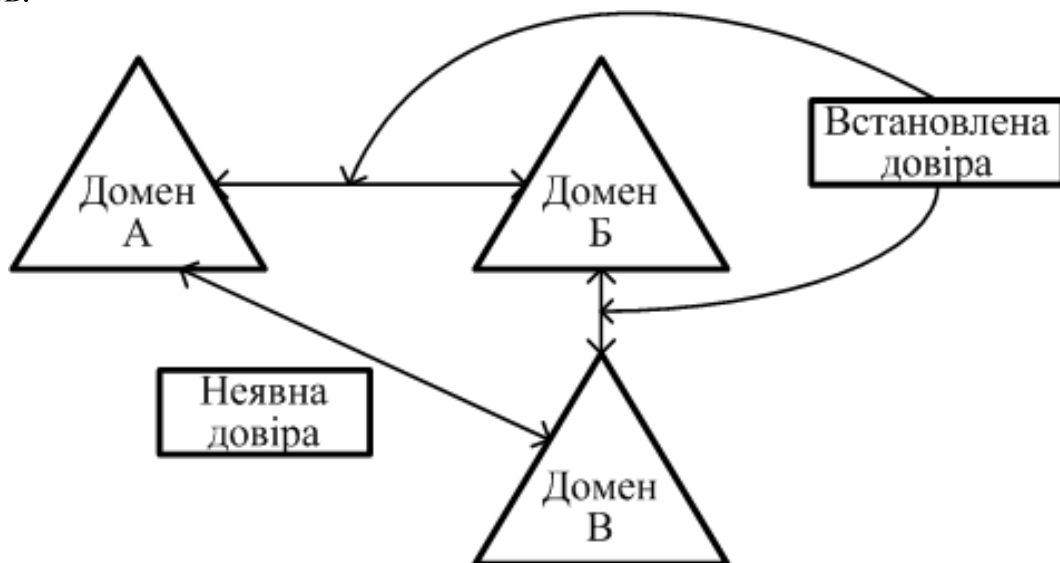 Встановлена
довіра
Домен
А
Домен
Б
Неявна
довіра
Домен
В